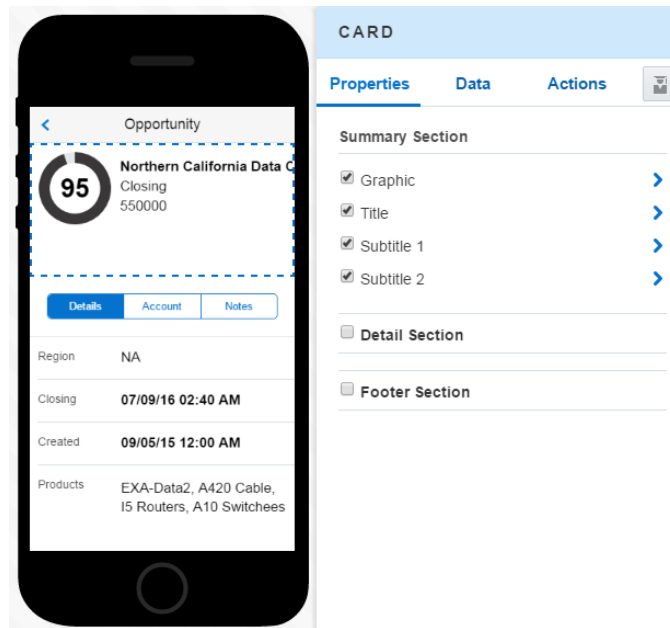 Opportunity
95
Northern California Data C
Closing
550000
Details Account Notes
Region NA
Closing 07/09/16 02:40 AM
Created 09/05/15 12:00 AM
Products EXA-Data2, A420 Cable,
I5 Routers, A10 Switchees
CARD
Properties Data Actions
Summary Section
Graphic
Title
Subtitle 1
Subtitle 2
Detail Section
Footer Section